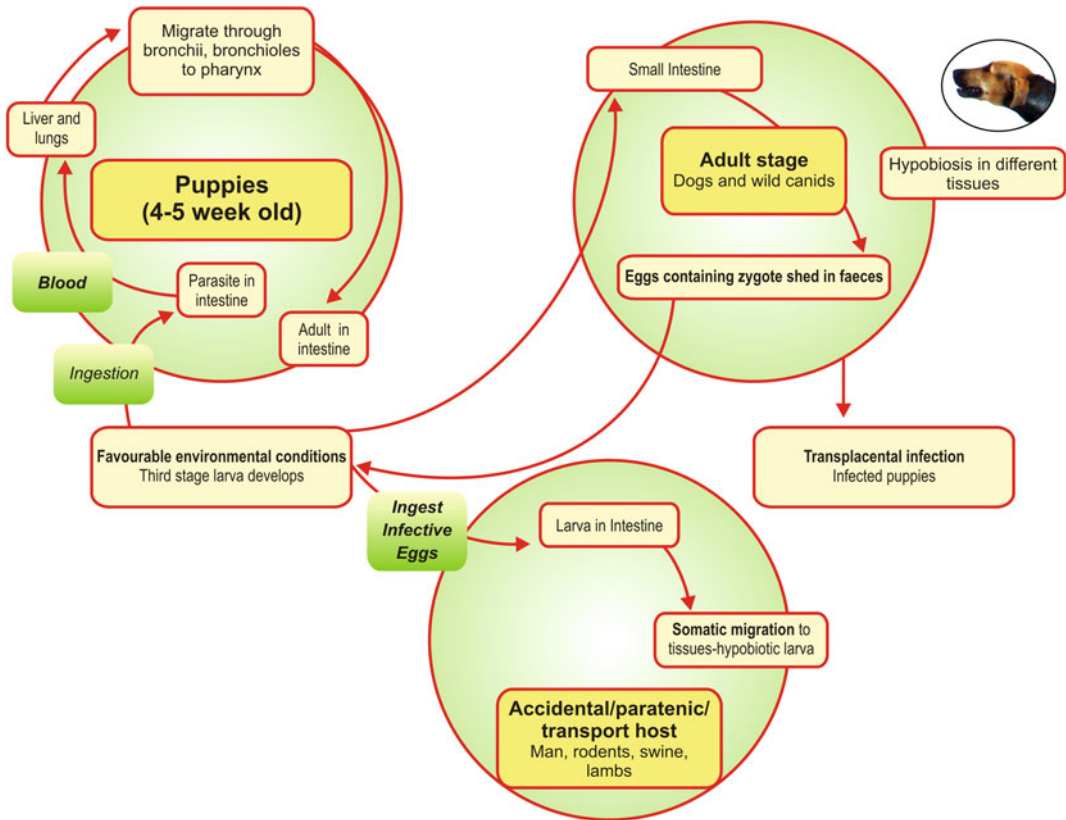 Migrate through
bronchii, bronchioles
to pharynx
Liver and
lungs
Puppies
(4-5 week old)
Blood
Parasite in
intestine
Adult in
intestine
Ingestion
Small Intestine
Adult stage
Dogs and wild canids
Hypobiosis in different
tissues
Eggs containing zygote shed in faeces
Favourable environmental conditions
Third stage larva develops
Transplacental infection
Infected puppies
Ingest
Infective
Eggs
Larva in Intestine
Somatic migration to
tissues-hypobiotic larva
Accidental/paratenic/
transport host
Man, rodents, swine,
lambs